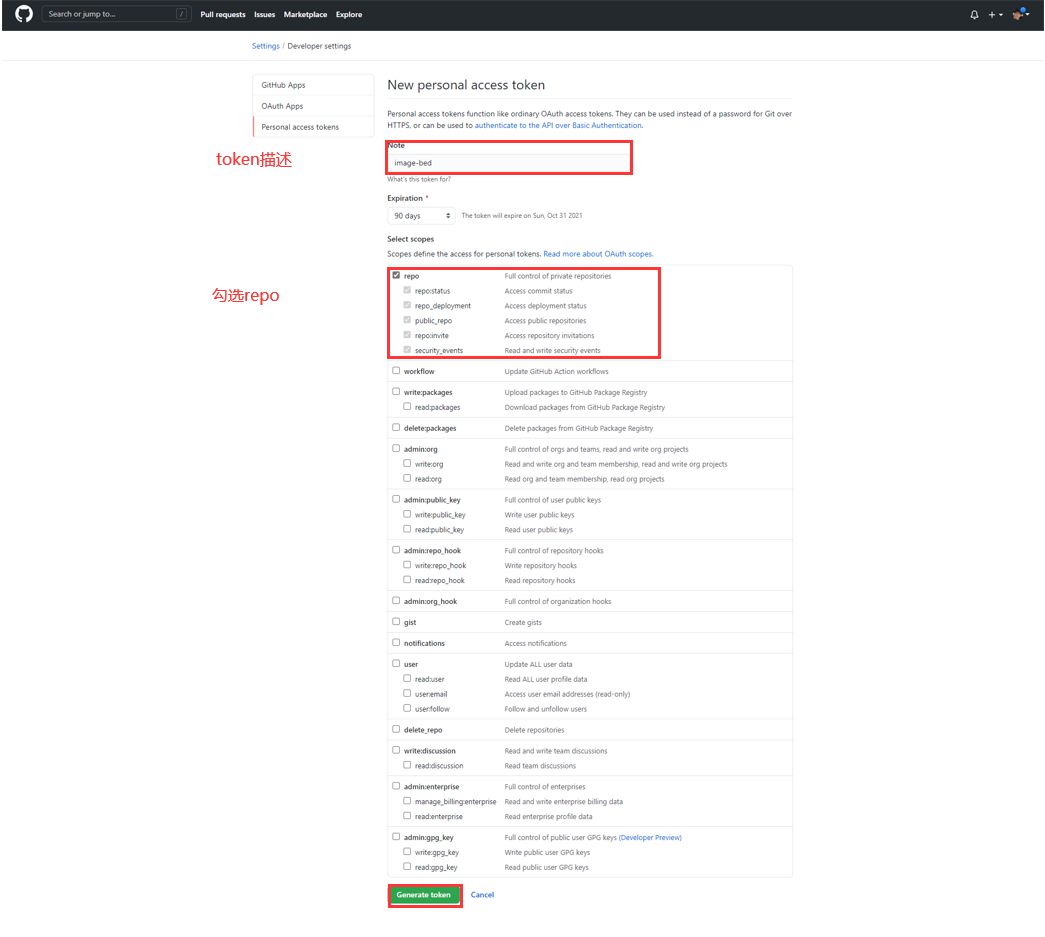 Search or jump to...
/
Pull requests
Issues
Marketplace
Explore
Settings / Developer settings
GitHub Apps
OAuth Apps
Personal access tokens
New personal access token
Personal access tokens function like ordinary OAuth access tokens. They can be used instead of a password for Git over
HTTPS, or can be used to authenticate to the API over Basic Authentication.
Note
token描述
image-bed
What's this token for?
Expiration *
90 days
The token will expire on Sun, Oct 31 2021
Select scopes
Scopes define the access for personal tokens. Read more about OAuth scopes.
勾选repo
repo Full control of private repositories
repo:status Access commit status
repo_deployment Access deployment status
public_repo Access public repositories
repo:invite Access repository invitations
security_events Read and write security events
workflow Update GitHub Action workflows
write:packages Upload packages to GitHub Package Registry
read:packages Download packages from GitHub Package Registry
delete:packages Delete packages from GitHub Package Registry
admin:org Full control of orgs and teams, read and write org projects
write:org Read and write org and team membership, read and write org projects
read:org Read org and team membership, read org projects
admin:public_key Full control of user public keys
write:public_key Write user public keys
read:public_key Read user public keys
admin:repo_hook Full control of repository hooks
write:repo_hook Write repository hooks
read:repo_hook Read repository hooks
admin:org_hook Full control of organization hooks
gist Create gists
notifications Access notifications
user Update ALL user data
read:user Read ALL user profile data
user:email Access user email addresses (read-only)
user:follow Follow and unfollow users
delete_repo Delete repositories
write:discussion Read and write team discussions
read:discussion Read team discussions
admin:enterprise Full control of enterprises
manage_billing:enterprise Read and write enterprise billing data
read:enterprise Read enterprise profile data
admin:gpg_key Full control of public user GPG keys (Developer Preview)
write:gpg_key Write public user GPG keys
read:gpg_key Read public user GPG keys
Generate token
Cancel